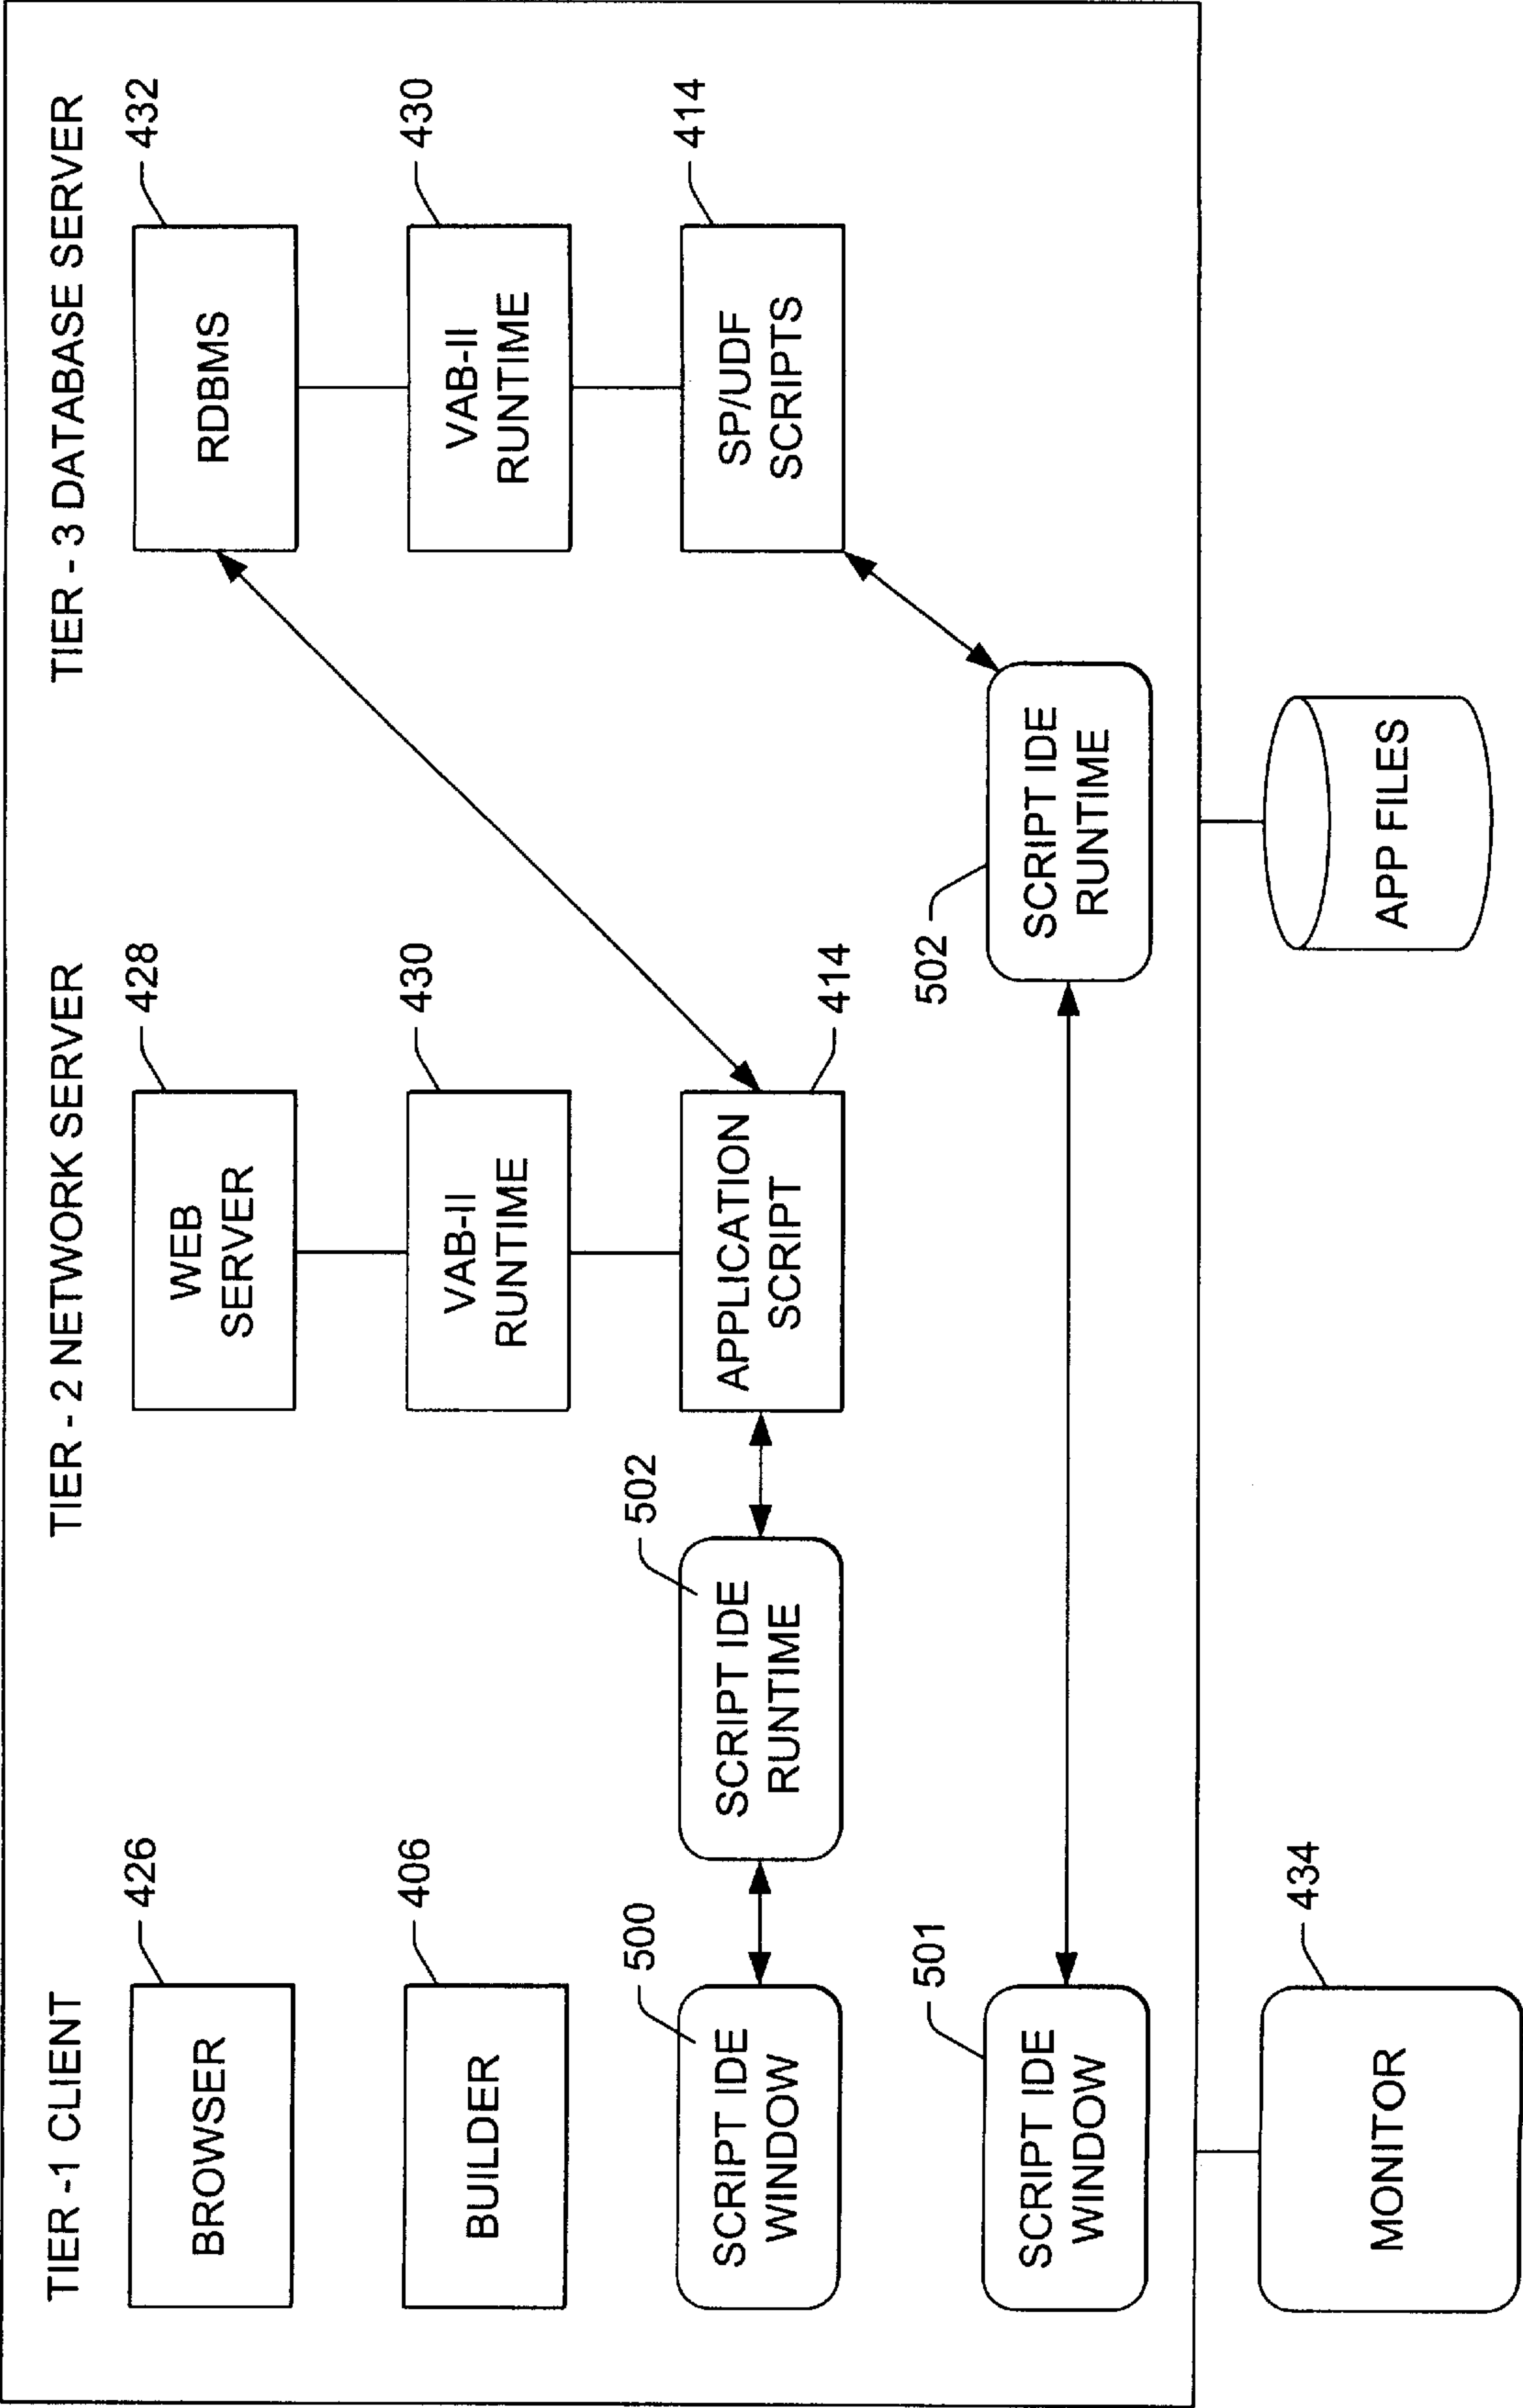 TIER -1 CLIENT
TIER - 2 NETWORK SERVER
TIER - 3 DATABASE SERVER
426
428
432
BROWSER
WEB
SERVER
RDBMS
406
430
430
BUILDER
VAB-II
RUNTIME
VAB-II
RUNTIME
500
502
414
414
SCRIPT IDE
WINDOW
SCRIPT IDE
RUNTIME
APPLICATION
SCRIPT
SP/UDF
SCRIPTS
501
502
SCRIPT IDE
WINDOW
SCRIPT IDE
RUNTIME
434
MONITOR
APP FILES